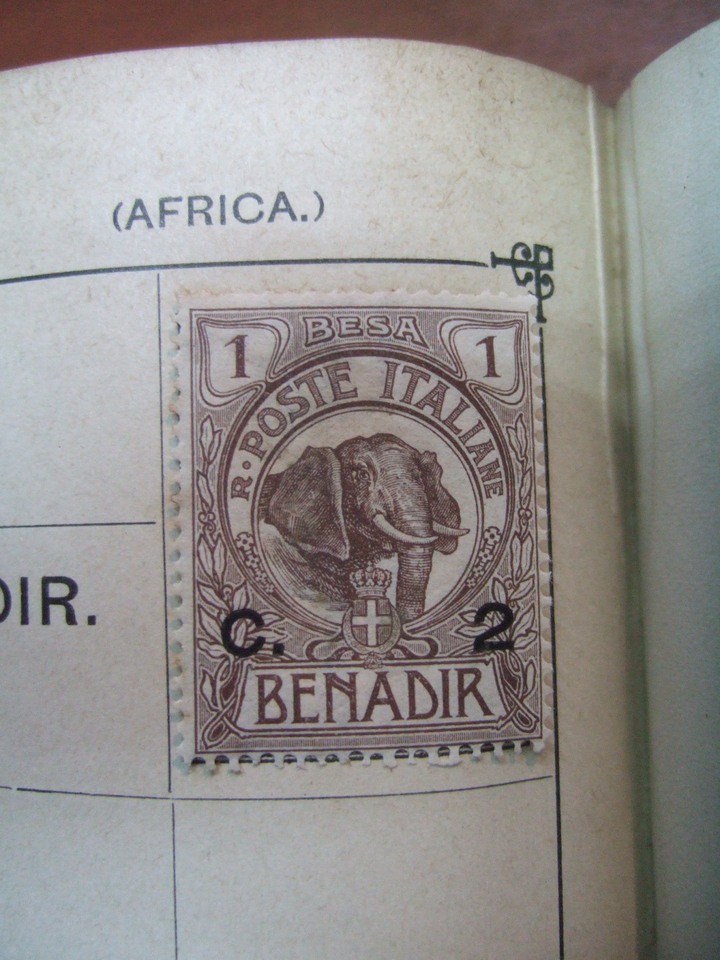 (AFRICA.)
1 BESA 1
R · POSTE ITALIANE
DIR.
C. 2
BENADIR